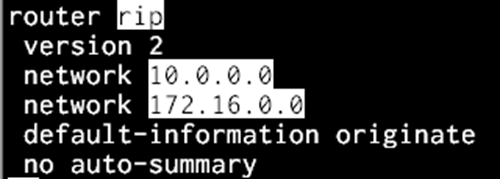 router rip
version 2
network 10.0.0.0
network 172.16.0.0
default-information originate
no auto-summary